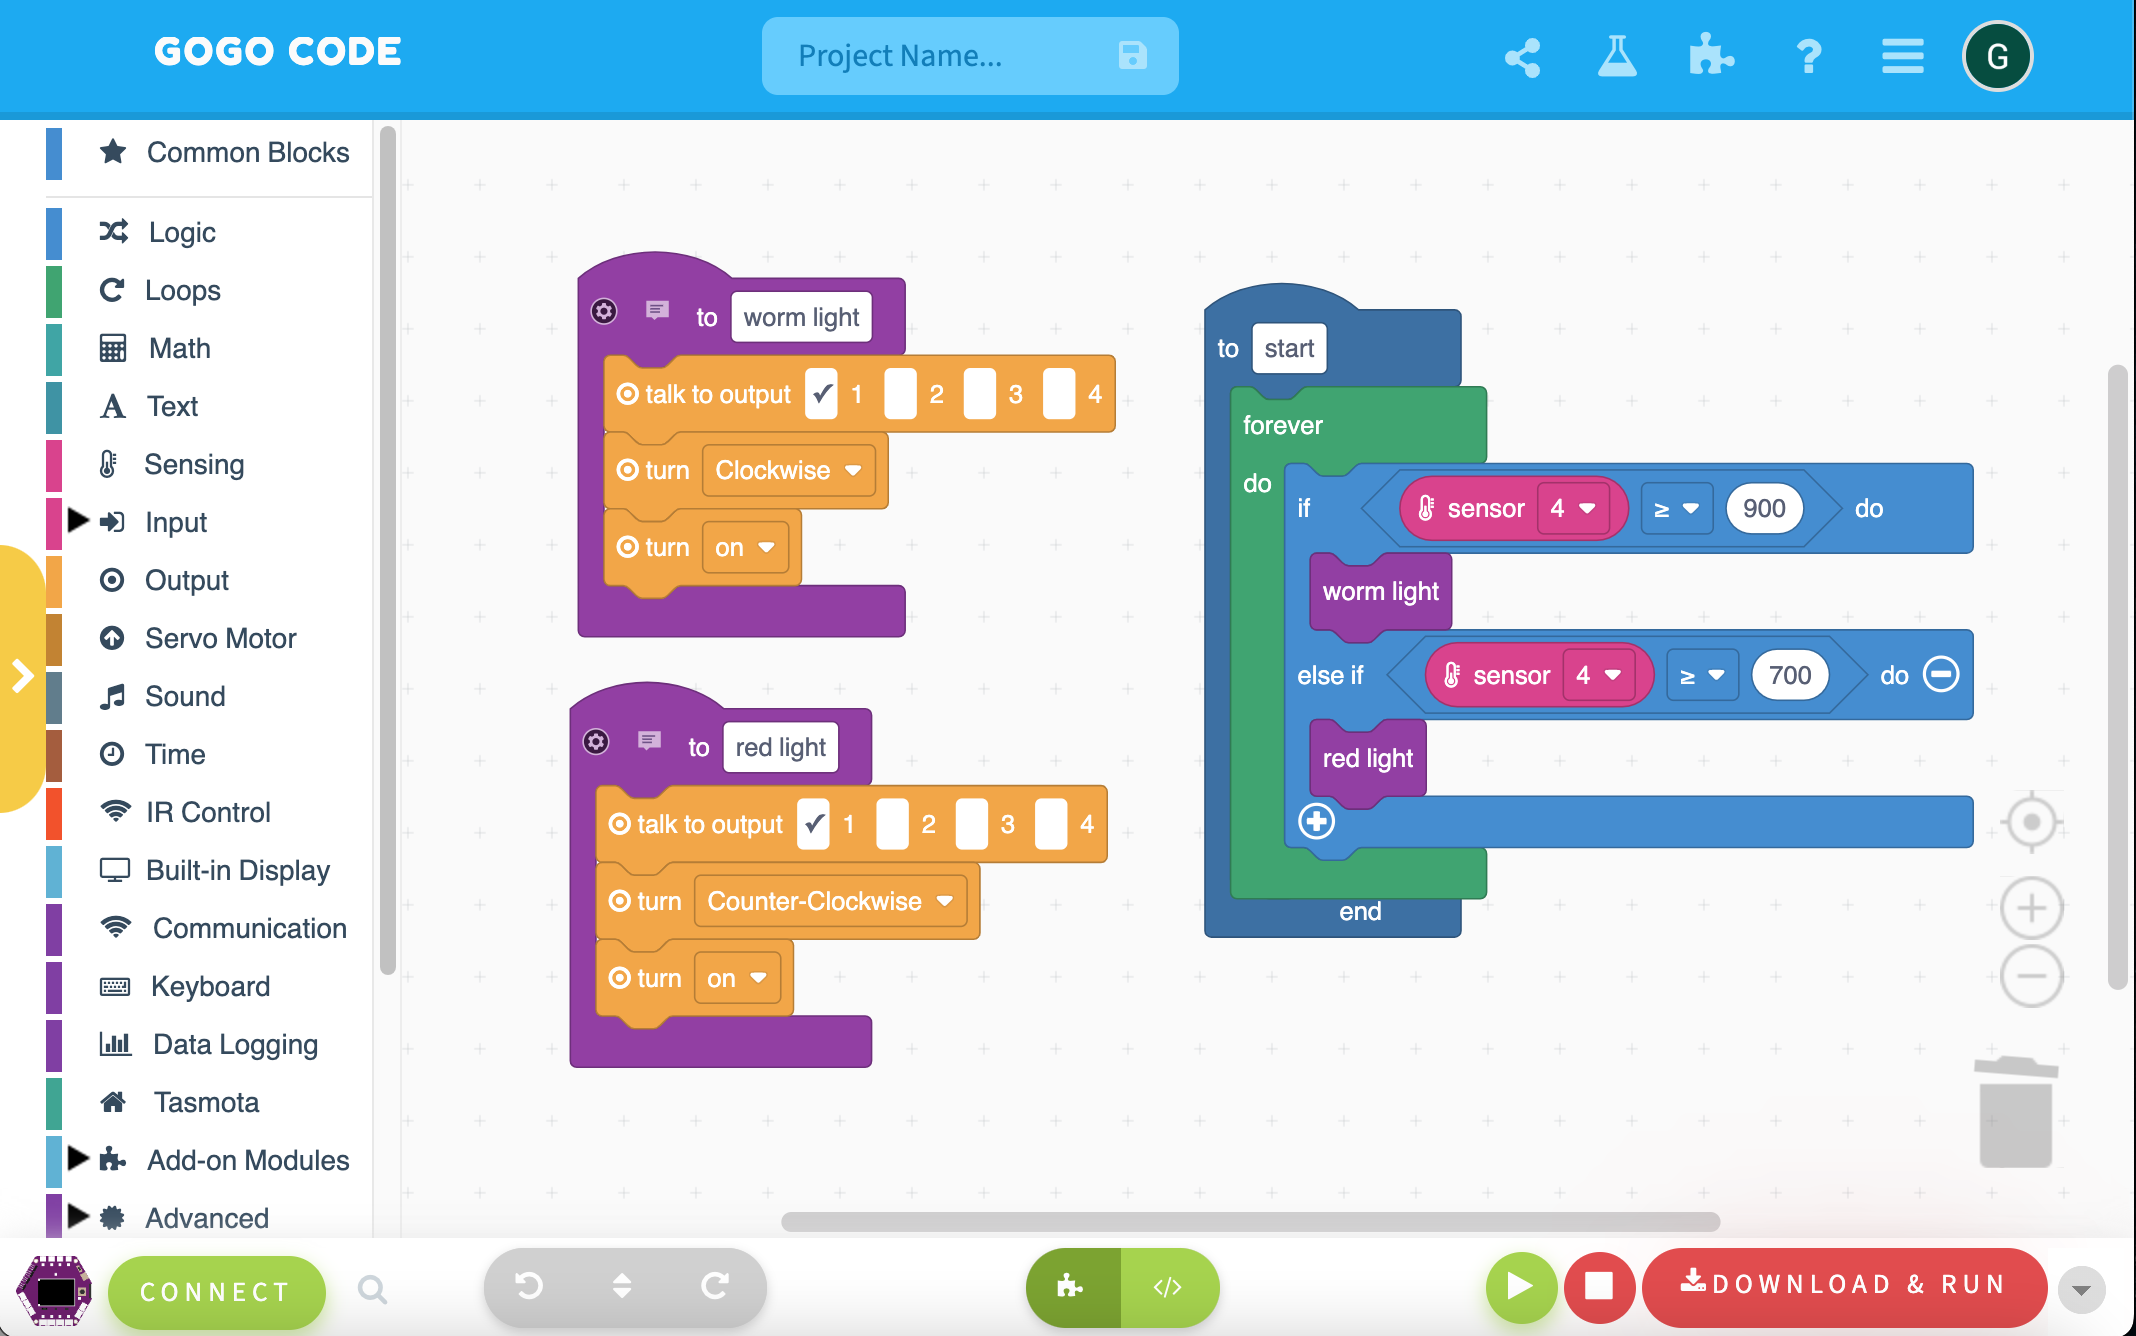 GOGO CODE
Project Name...
G
Common Blocks
Logic
Loops
Math
Text
Sensing
Input
Output
Servo Motor
Sound
Time
IR Control
Built-in Display
Communication
Keyboard
Data Logging
Tasmota
Add-on Modules
Advanced
to worm light
talk to output ✓ 1 2 3 4
turn Clockwise
turn on
to red light
talk to output ✓ 1 2 3 4
turn Counter-Clockwise
turn on
to start
forever
do
if sensor 4 ≥ 900 do
worm light
else if sensor 4 ≥ 700 do
red light
end
CONNECT
</>
DOWNLOAD & RUN